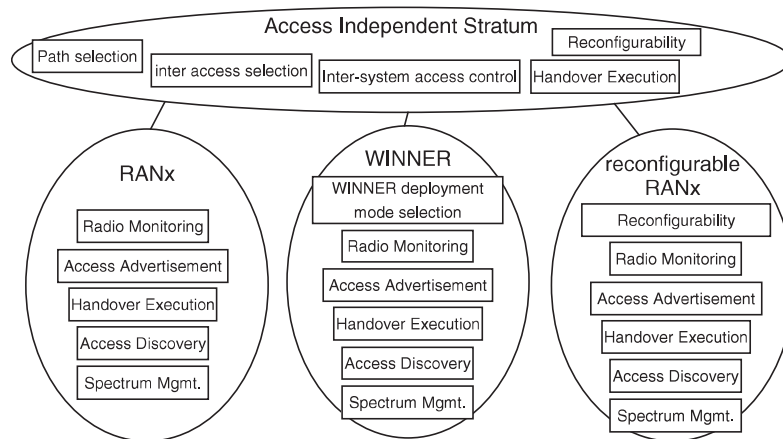 Access Independent Stratum
Path selection
inter access selection
Inter-system access control
Reconfigurability
Handover Execution
RANx
Radio Monitoring
Access Advertisement
Handover Execution
Access Discovery
Spectrum Mgmt.
WINNER
WINNER deployment
mode selection
Radio Monitoring
Access Advertisement
Handover Execution
Access Discovery
Spectrum Mgmt.
reconfigurable
RANx
Reconfigurability
Radio Monitoring
Access Advertisement
Handover Execution
Access Discovery
Spectrum Mgmt.